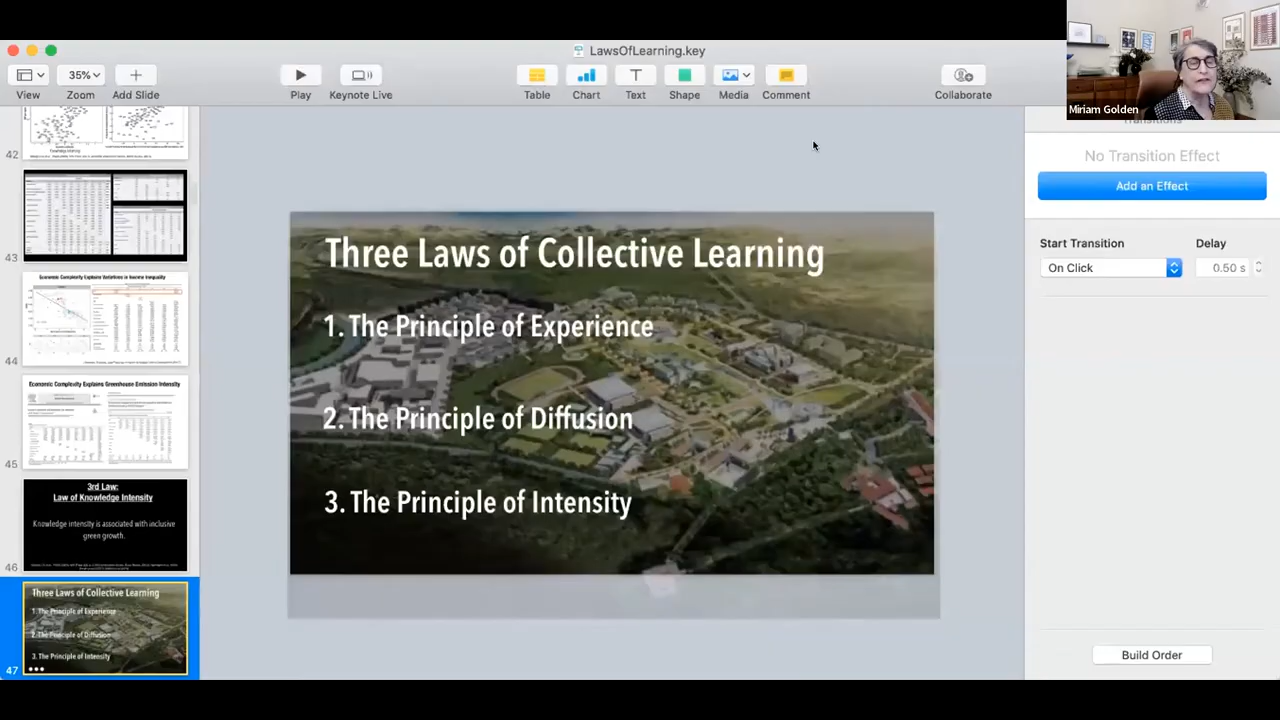 LawsOfLearning.key
View
35%
Zoom
Add Slide
Play
Keynote Live
Table
Chart
Text
Shape
Media
Comment
Collaborate
Miriam Golden
Transitions
No Transition Effect
Add an Effect
Start Transition
Delay
On Click
0.50 s
Build Order
42
43
Economic Complexity Explains Variations in Income Inequality
44
Economic Complexity Explains Greenhouse Emission Intensity
45
3rd Law:
Law of Knowledge Intensity
Knowledge intensity is associated with inclusive
green growth.
46
Three Laws of Collective Learning
1. The Principle of Experience
2. The Principle of Diffusion
3. The Principle of Intensity
47
Three Laws of Collective Learning
1. The Principle of Experience
2. The Principle of Diffusion
3. The Principle of Intensity